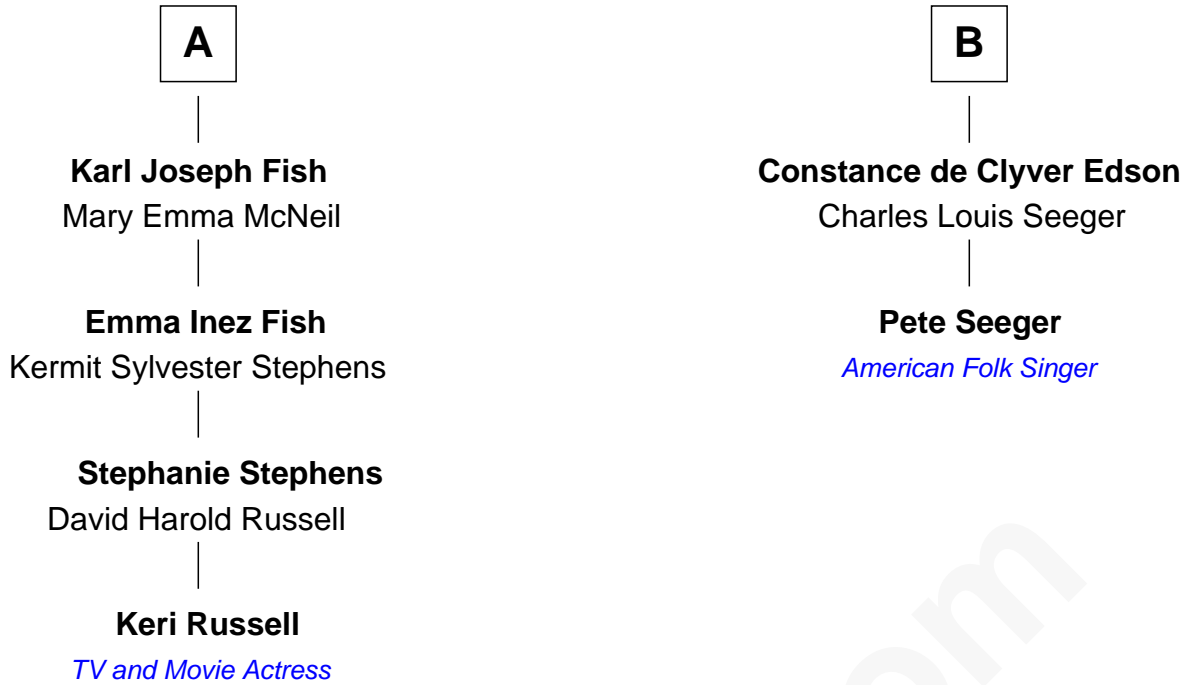 A
Karl Joseph Fish
Mary Emma McNeil
Emma Inez Fish
Kermit Sylvester Stephens
Stephanie Stephens
David Harold Russell
Keri Russell
TV and Movie Actress
B
Constance de Clyver Edson
Charles Louis Seeger
Pete Seeger
American Folk Singer
om